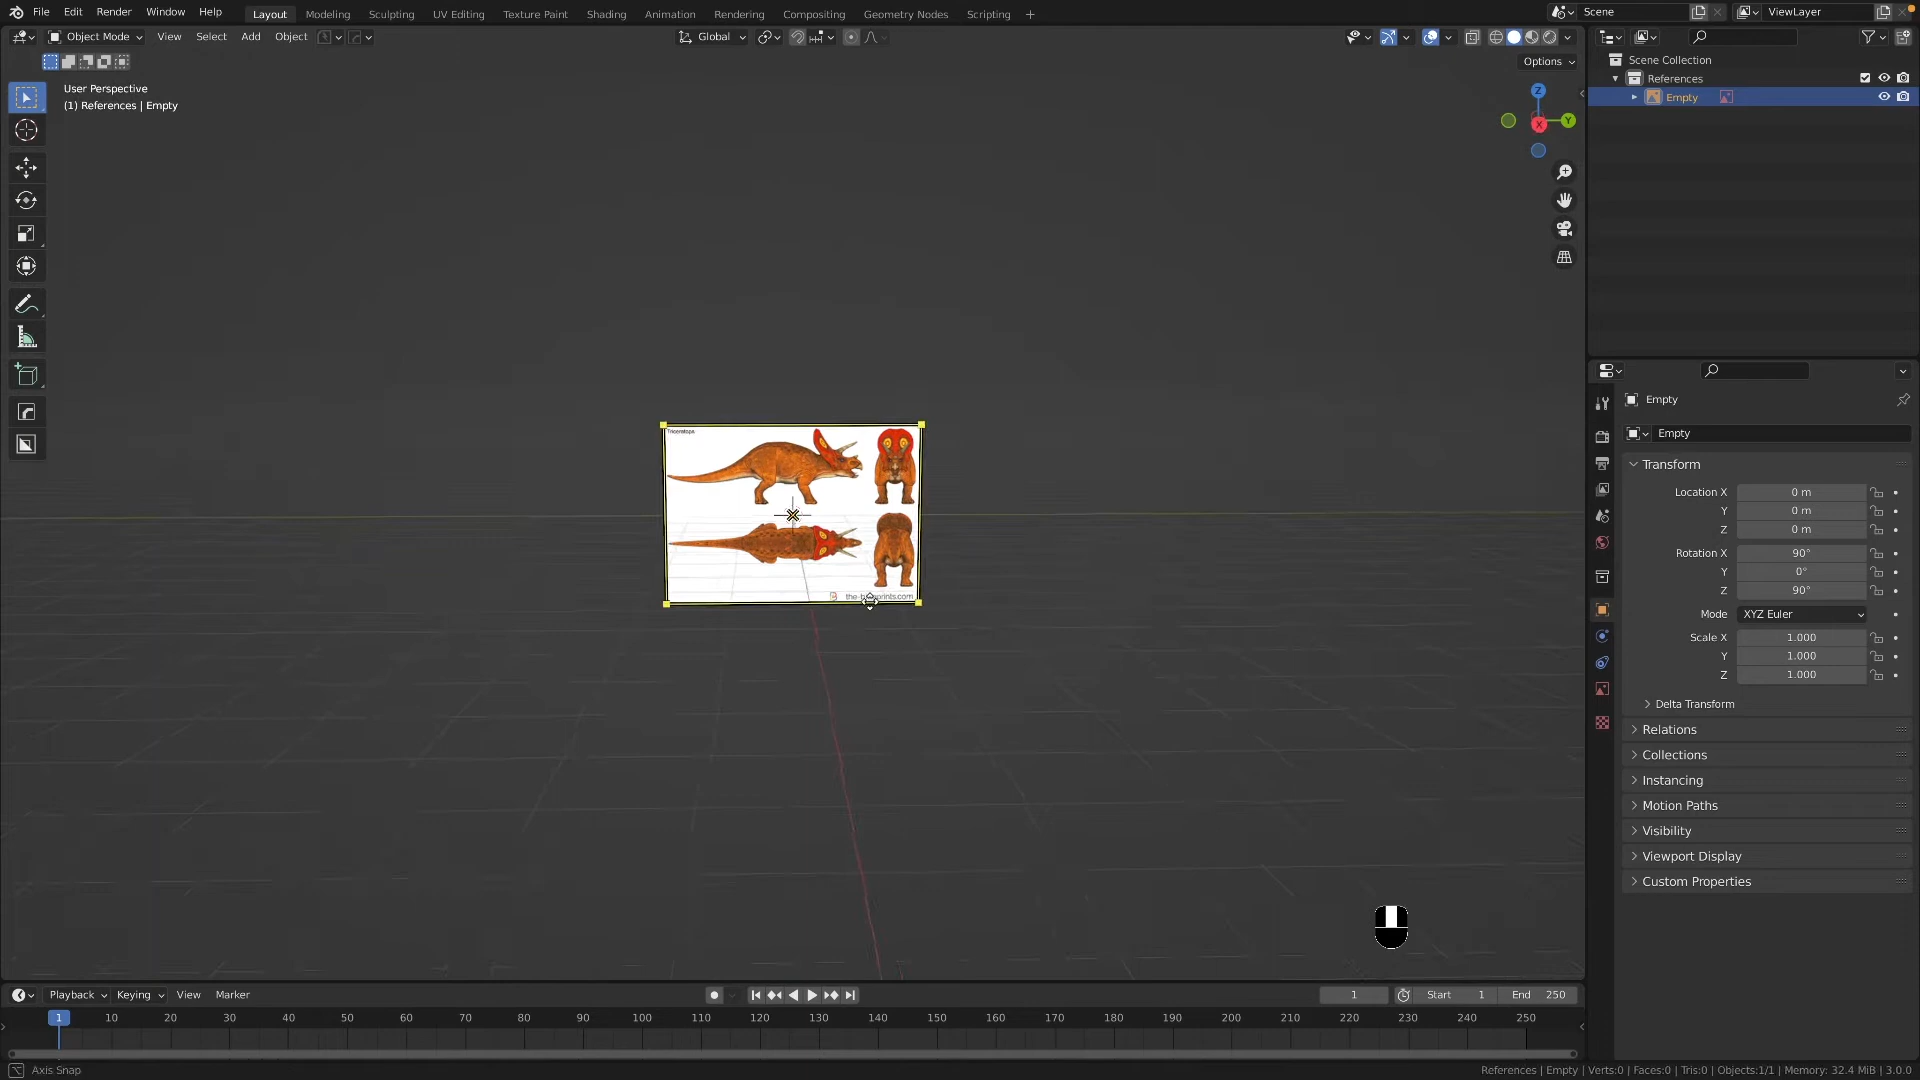 File Edit Render Window Help Layout Modeling Sculpting UV Editing Texture Paint Shading Animation Rendering Compositing Geometry Nodes Scripting + Scene ViewLayer
Object Mode View Select Add Object Global
Options
User Perspective
(1) References | Empty
Z
Y
X
Scene Collection
References
Empty
Triceratops
Empty
Empty
Transform
Location X 0 m
Y 0 m
Z 0 m
Rotation X 90°
Y 0°
Z 90°
Mode XYZ Euler
Scale X 1.000
Y 1.000
Z 1.000
Delta Transform
Relations
Collections
Instancing
Motion Paths
Visibility
Viewport Display
Custom Properties
Playback Keying View Marker 1 Start 1 End 250
1 10 20 30 40 50 60 70 80 90 100 110 120 130 140 150 160 170 180 190 200 210 220 230 240 250
Axis Snap
References | Empty | Verts:0 | Faces:0 | Tris:0 | Objects:1/1 | Memory: 32.4 MiB | 3.0.0